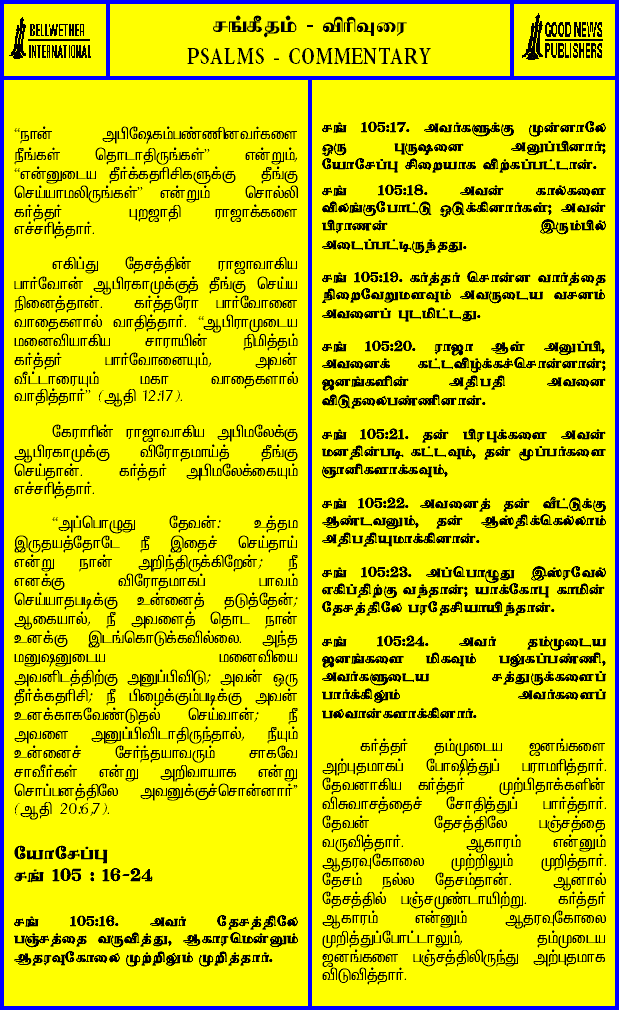 BELLWETHER
INTERNATIONAL
சங்கீதம் - விரிவுரை
PSALMS - COMMENTARY
GOOD NEWS
PUBLISHERS
“நான் அபிஷேகம்பண்ணினவர்களை
நீங்கள் தொடாதிருங்கள்” என்றும்,
“என்னுடைய தீர்க்கதரிசிகளுக்கு தீங்கு
செய்யாமலிருங்கள்” என்றும் சொல்லி
கர்த்தர் புறஜாதி ராஜாக்களை
எச்சரித்தார்.
எகிப்து தேசத்தின் ராஜாவாகிய
பார்வோன் ஆபிரகாமுக்குத் தீங்கு செய்ய
நினைத்தான். கர்த்தரோ பார்வோனை
வாதைகளால் வாதித்தார். “ஆபிராமுடைய
மனைவியாகிய சாராயின் நிமித்தம்
கர்த்தர் பார்வோனையும், அவன்
வீட்டாரையும் மகா வாதைகளால்
வாதித்தார்” (ஆதி 12:17).
கேராரின் ராஜாவாகிய அபிமலேக்கு
ஆபிரகாமுக்கு விரோதமாய்த் தீங்கு
செய்தான். கர்த்தர் அபிமலேக்கையும்
எச்சரித்தார்.
“அப்பொழுது தேவன்: உத்தம
இருதயத்தோடே நீ இதைச் செய்தாய்
என்று நான் அறிந்திருக்கிறேன்; நீ
எனக்கு விரோதமாகப் பாவம்
செய்யாதபடிக்கு உன்னைத் தடுத்தேன்;
ஆகையால், நீ அவளைத் தொட நான்
உனக்கு இடங்கொடுக்கவில்லை. அந்த
மனுஷனுடைய மனைவியை
அவனிடத்திற்கு அனுப்பிவிடு; அவன் ஒரு
தீர்க்கதரிசி; நீ பிழைக்கும்படிக்கு அவன்
உனக்காகவேண்டுதல் செய்வான்; நீ
அவளை அனுப்பிவிடாதிருந்தால், நீயும்
உன்னைச் சேர்ந்தயாவரும் சாகவே
சாவீர்கள் என்று அறிவாயாக என்று
சொப்பனத்திலே அவனுக்குச்சொன்னார்”
(ஆதி 20:6,7).
யோசேப்பு
சங் 105 : 16-24
சங் 105:16. அவர் தேசத்திலே
பஞ்சத்தை வருவித்து, ஆகாரமென்னும்
ஆதரவுகோலை முற்றிலும் முறித்தார்.
சங் 105:17. அவர்களுக்கு முன்னாலே
ஒரு புருஷனை அனுப்பினார்;
யோசேப்பு சிறையாக விற்கப்பட்டான்.
சங் 105:18. அவன் கால்களை
விலங்குபோட்டு ஒடுக்கினார்கள்; அவன்
பிராணன் இரும்பில்
அடைப்பட்டிருந்தது.
சங் 105:19. கர்த்தர் சொன்ன வார்த்தை
நிறைவேறுமளவும் அவருடைய வசனம்
அவனைப் புடமிட்டது.
சங் 105:20. ராஜா ஆள் அனுப்பி,
அவனைக் கட்டவிழ்க்கச்சொன்னான்;
ஜனங்களின் அதிபதி அவனை
விடுதலைபண்ணினான்.
சங் 105:21. தன் பிரபுக்களை அவன்
மனதின்படி கட்டவும், தன் மூப்பர்களை
ஞானிகளாக்கவும்,
சங் 105:22. அவனைத் தன் வீட்டுக்கு
ஆண்டவனும், தன் ஆஸ்திக்கெல்லாம்
அதிபதியுமாக்கினான்.
சங் 105:23. அப்பொழுது இஸ்ரவேல்
எகிப்திற்கு வந்தான்; யாக்கோபு காமின்
தேசத்திலே பரதேசியாயிந்தான்.
சங் 105:24. அவர் தம்முடைய
ஜனங்களை மிகவும் பலுகப்பண்ணி,
அவர்களுடைய சத்துருக்களைப்
பார்க்கிலும் அவர்களைப்
பலவான்களாக்கினார்.
கர்த்தர் தம்முடைய ஜனங்களை
அற்புதமாகப் போஷித்துப் பராமரித்தார்.
தேவனாகிய கர்த்தர் முற்பிதாக்களின்
விசுவாசத்தைச் சோதித்துப் பார்த்தார்.
தேவன் தேசத்திலே பஞ்சத்தை
வருவித்தார். ஆகாரம் என்னும்
ஆதரவுகோலை முற்றிலும் முறித்தார்.
தேசம் நல்ல தேசம்தான். ஆனால்
தேசத்தில் பஞ்சமுண்டாயிற்று. கர்த்தர்
ஆகாரம் என்னும் ஆதரவுகோலை
முறித்துப்போட்டாலும், தம்முடைய
ஜனங்களை பஞ்சத்திலிருந்து அற்புதமாக
விடுவித்தார்.